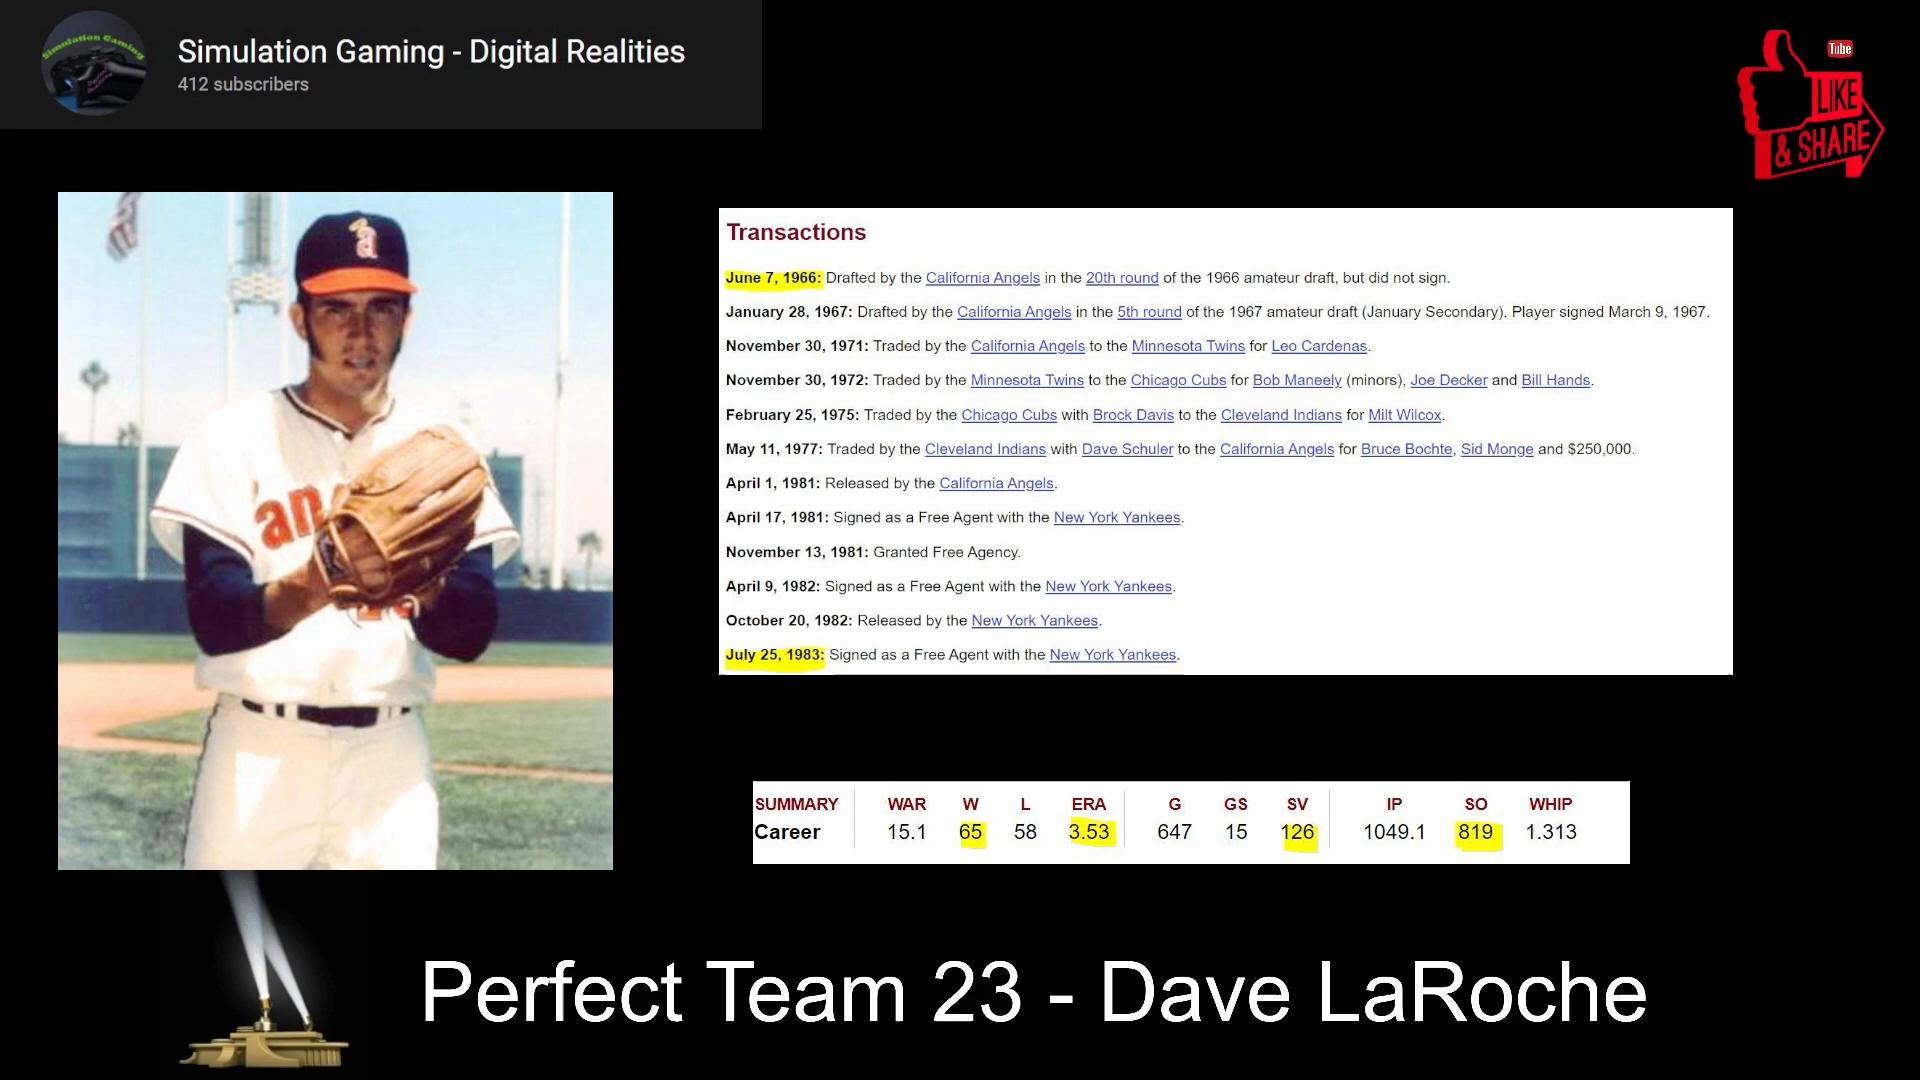 Simulation Gaming
Simulation Gaming - Digital Realities
412 subscribers
Tube
LIKE
& SHARE
a
an
Transactions
June 7, 1966: Drafted by the California Angels in the 20th round of the 1966 amateur draft, but did not sign.
January 28, 1967: Drafted by the California Angels in the 5th round of the 1967 amateur draft (January Secondary). Player signed March 9, 1967.
November 30, 1971: Traded by the California Angels to the Minnesota Twins for Leo Cardenas.
November 30, 1972: Traded by the Minnesota Twins to the Chicago Cubs for Bob Maneely (minors), Joe Decker and Bill Hands.
February 25, 1975: Traded by the Chicago Cubs with Brock Davis to the Cleveland Indians for Milt Wilcox.
May 11, 1977: Traded by the Cleveland Indians with Dave Schuler to the California Angels for Bruce Bochte, Sid Monge and $250,000.
April 1, 1981: Released by the California Angels.
April 17, 1981: Signed as a Free Agent with the New York Yankees.
November 13, 1981: Granted Free Agency.
April 9, 1982: Signed as a Free Agent with the New York Yankees.
October 20, 1982: Released by the New York Yankees.
July 25, 1983: Signed as a Free Agent with the New York Yankees.
SUMMARY WAR W L ERA G GS SV IP SO WHIP
Career 15.1 65 58 3.53 647 15 126 1049.1 819 1.313
Perfect Team 23 - Dave LaRoche